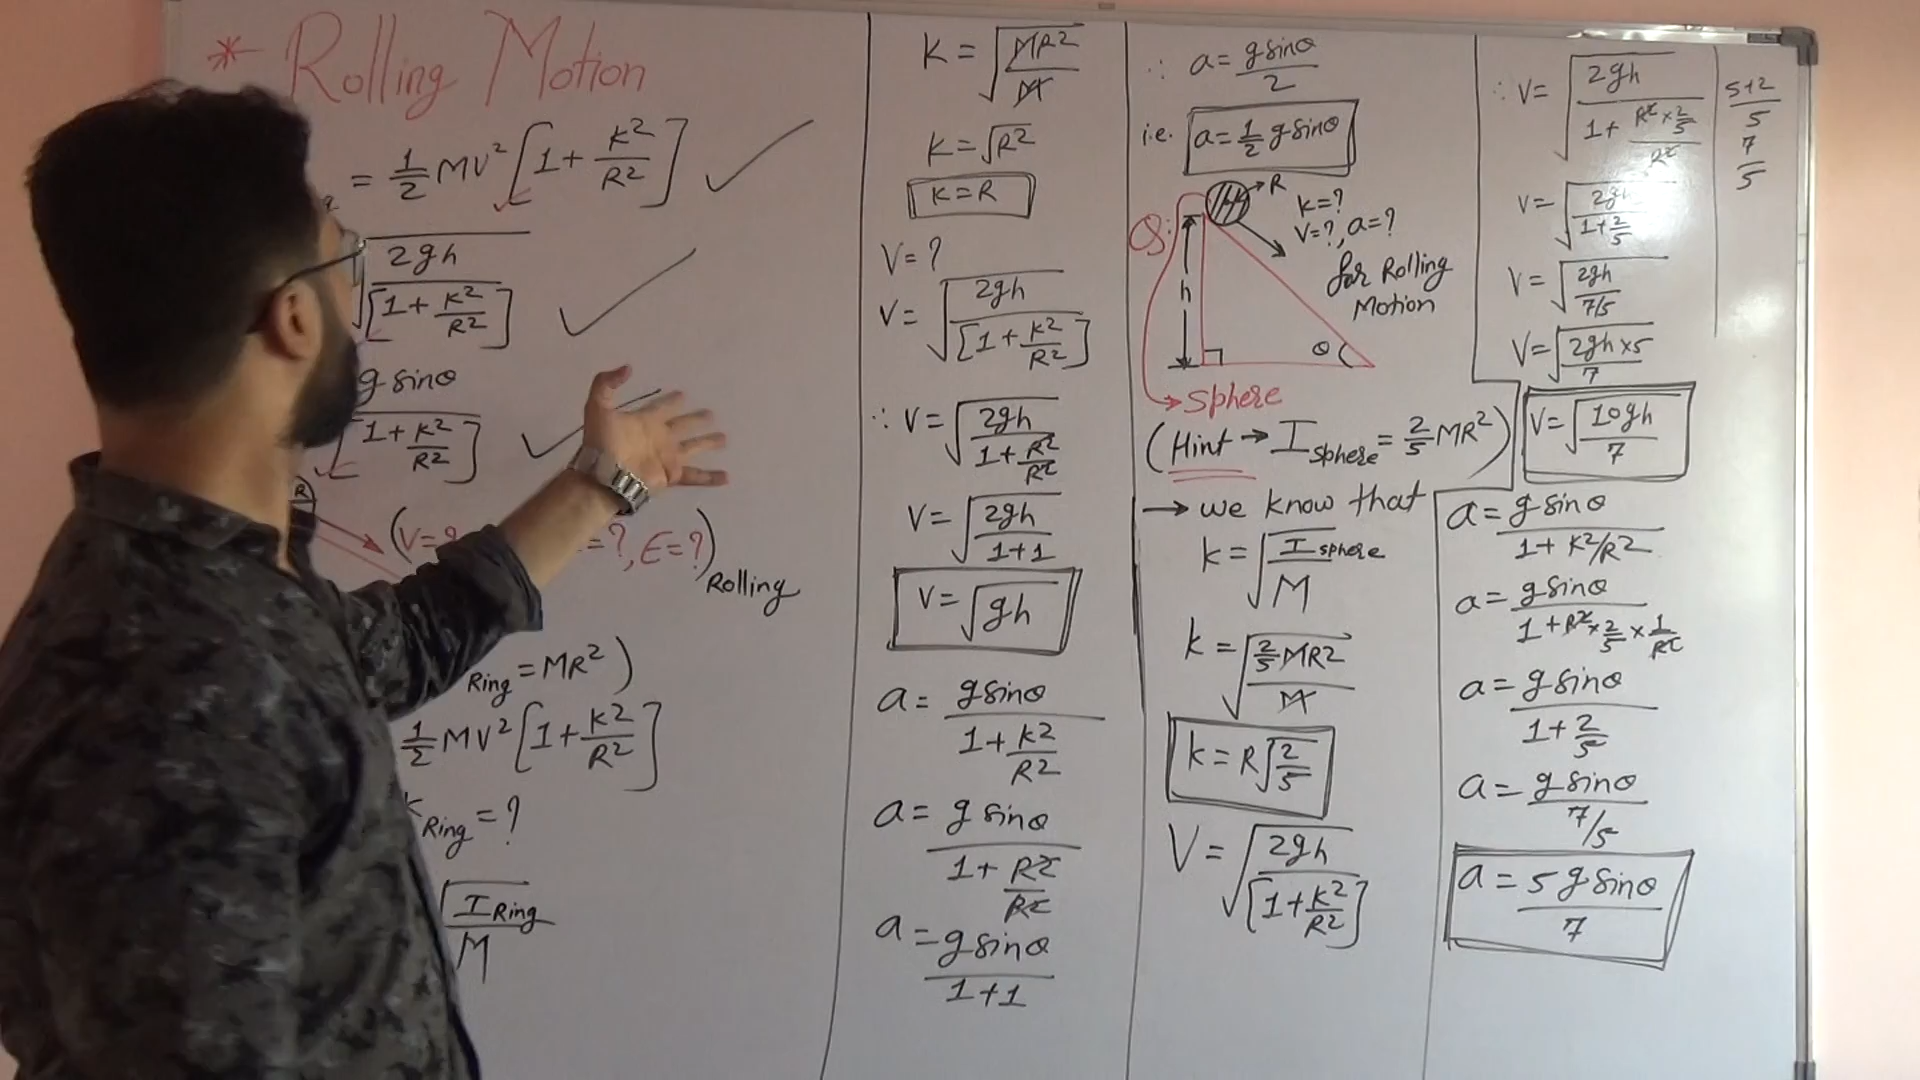 * Rolling Motion
= 1/2 MV² [1 + K²/R²]
√(2gh / [1 + K²/R²])
g sinθ / [1 + K²/R²]
R
(V=? =?, E=?) Rolling
Ring = MR²)
1/2 MV² [1 + K²/R²]
K Ring = ?
√(I Ring / M)
K = √(MR²/M)
K = √R²
K = R
V = ?
V = √(2gh / [1 + K²/R²])
∴ V = √(2gh / 1 + R²/R²)
V = √(2gh / 1+1)
V = √gh
a = g sinθ / 1 + K²/R²
a = g sinθ / 1 + R²/R²
a = g sinθ / 1+1
∴ a = g sinθ / 2
i.e. a = 1/2 g sinθ
Q:
R
K=?
V=?, a=?
for Rolling
Motion
h
θ
→ Sphere
(Hint → I Sphere = 2/5 MR²)
→ we know that
k = √(I sphere / M)
k = √(2/5 MR² / M)
k = R√(2/5)
V = √(2gh / [1 + K²/R²])
∴ V = √(2gh / 1 + R² × 2/5 / R²)
5+2 / 5
7/5
V = √(2gh / 1 + 2/5)
V = √(2gh / 7/5)
V = √(2gh × 5 / 7)
V = √(10gh / 7)
a = g sinθ / 1 + K²/R²
a = g sinθ / 1 + R² × 2/5 × 1/R²
a = g sinθ / 1 + 2/5
a = g sinθ / 7/5
a = 5 g sinθ / 7